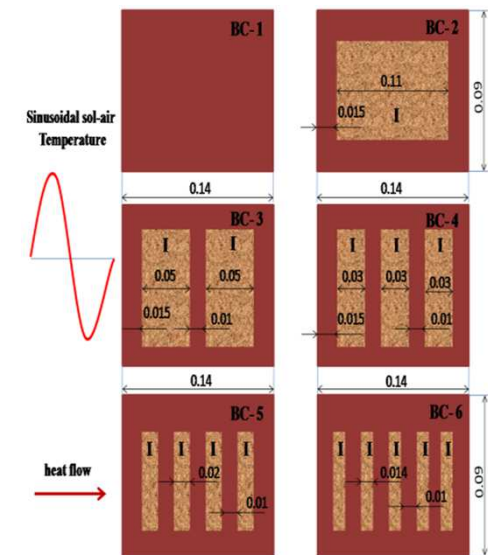 BC-1
BC-2
0.11
0.015
I
0.09
Sinusoidal sol-air
Temperature
0.14
0.14
BC-3
I
I
0.05
0.05
0.015
0.01
BC-4
I
I
I
0.03
0.03
0.03
0.015
0.01
0.14
0.14
BC-5
I
I
I
I
0.02
0.01
BC-6
I
I
I
I
I
0.014
0.01
0.09
heat flow